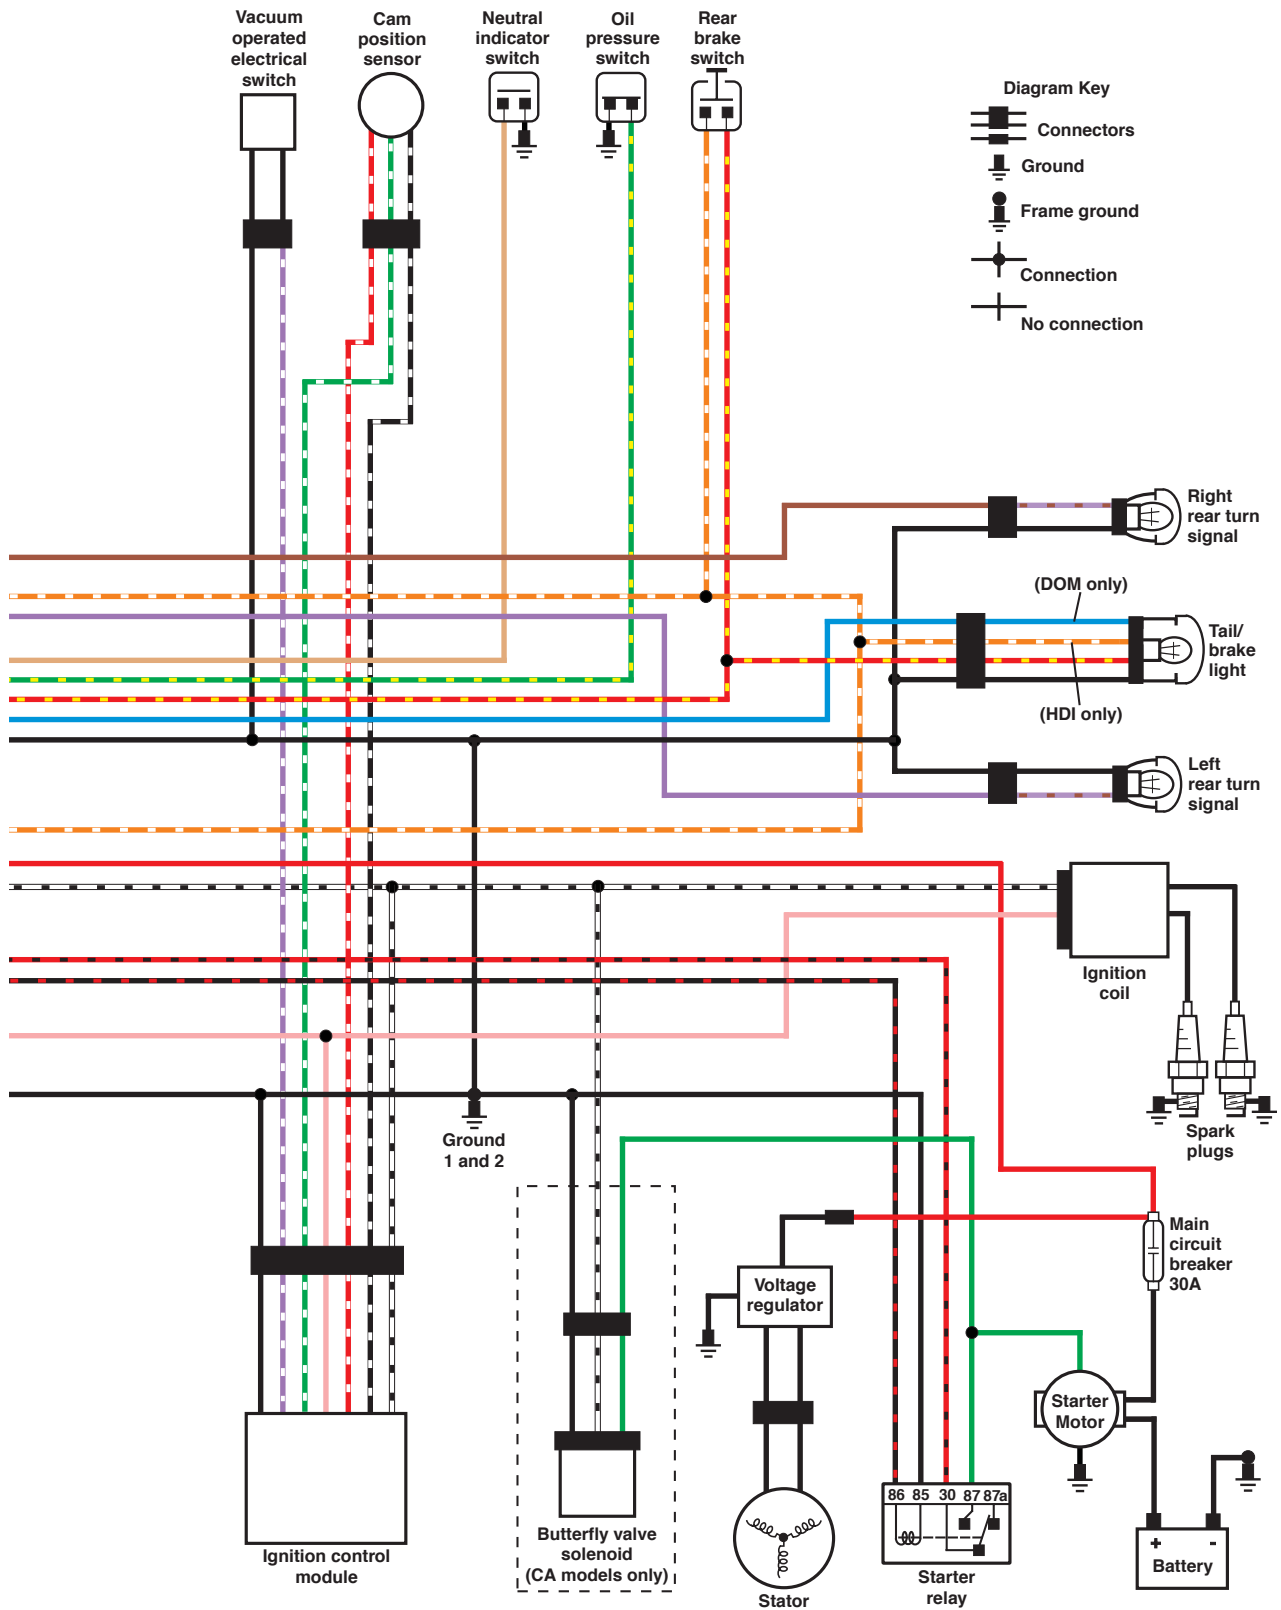 Vacuum
operated
electrical
switch
Cam
position
sensor
Neutral
indicator
switch
Oil
pressure
switch
Rear
brake
switch
Diagram Key
Connectors
Ground
Frame ground
Connection
No connection
Right
rear turn
signal
(DOM only)
Tail/
brake
light
(HDI only)
Left
rear turn
signal
Ignition
coil
Spark
plugs
Ground
1 and 2
Main
circuit
breaker
30A
Voltage
regulator
Starter
Motor
86 85 30 87 87a
+ -
Battery
Ignition control
module
Butterfly valve
solenoid
(CA models only)
Stator
Starter
relay